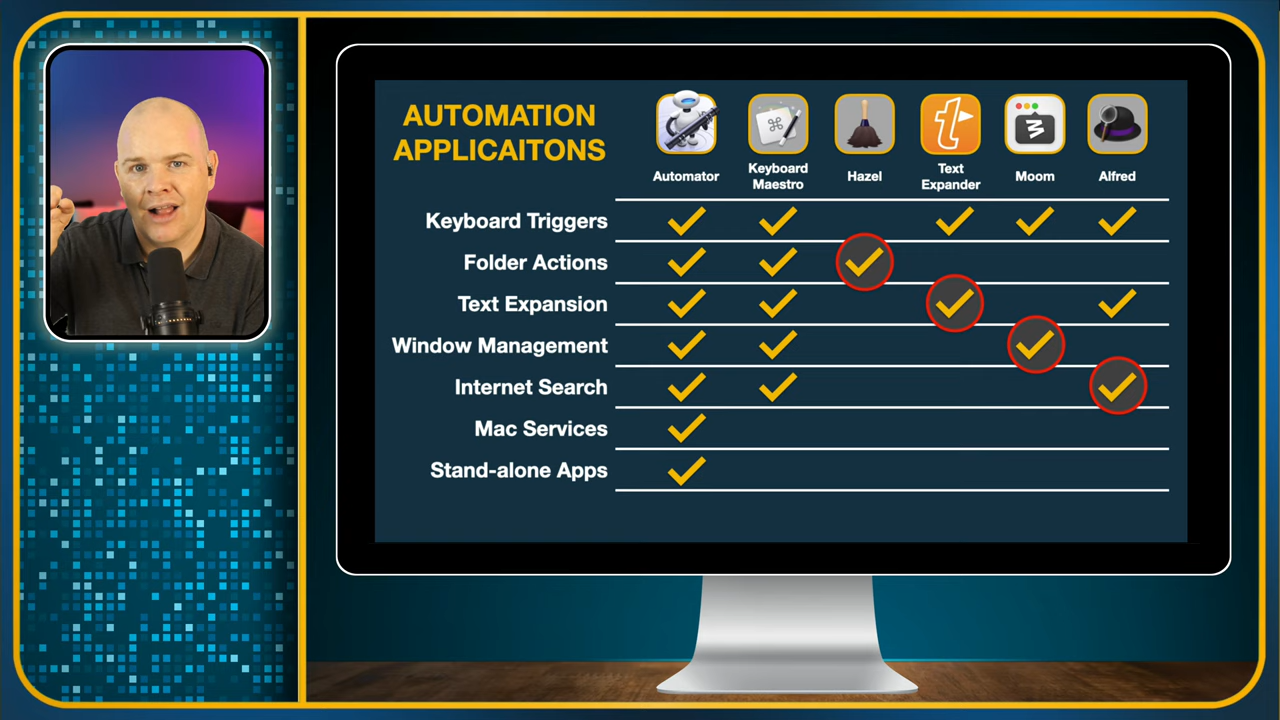 AUTOMATION
APPLICAITONS
Automator
Keyboard
Maestro
Hazel
Text
Expander
Moom
Alfred
Keyboard Triggers
Folder Actions
Text Expansion
Window Management
Internet Search
Mac Services
Stand-alone Apps